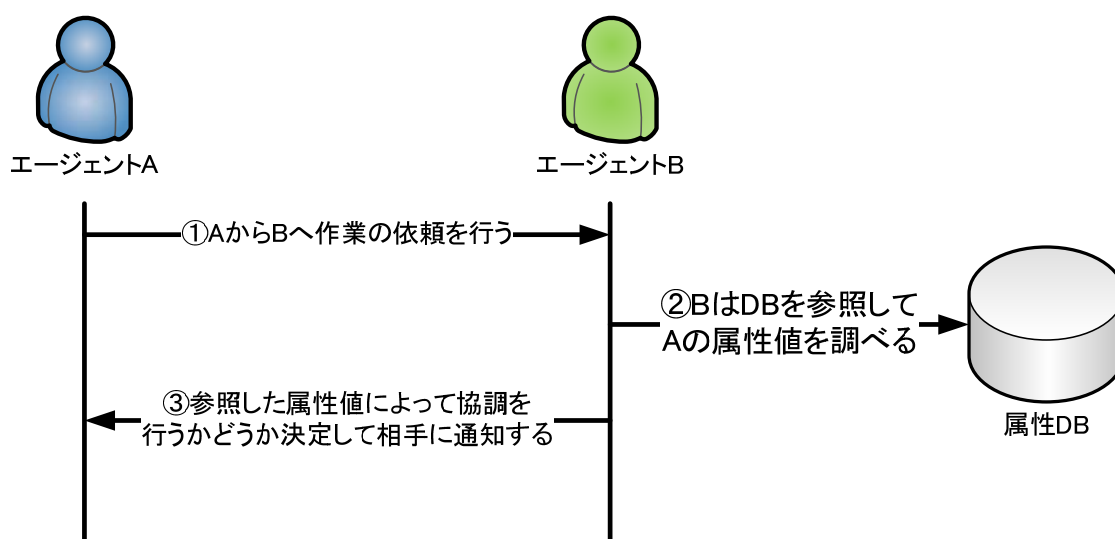 エージェントA
エージェントB
①AからBへ作業の依頼を行う
②BはDBを参照して
Aの属性値を調べる
③参照した属性値によって協調を
行うかどうか決定して相手に通知する
属性DB